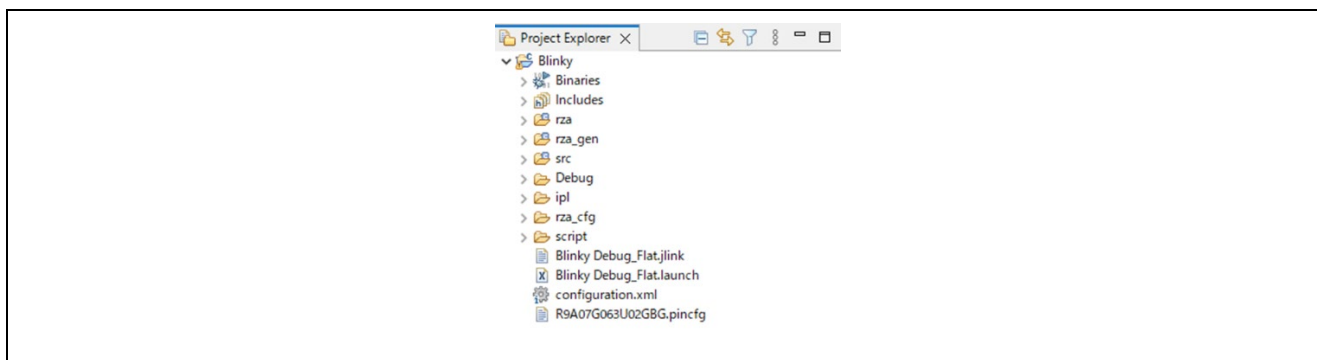 Project Explorer
Blinky
Binaries
Includes
rza
rza_gen
src
Debug
ipl
rza_cfg
script
Blinky Debug_Flat.jlink
Blinky Debug_Flat.launch
configuration.xml
R9A07G063U02GBG.pincfg